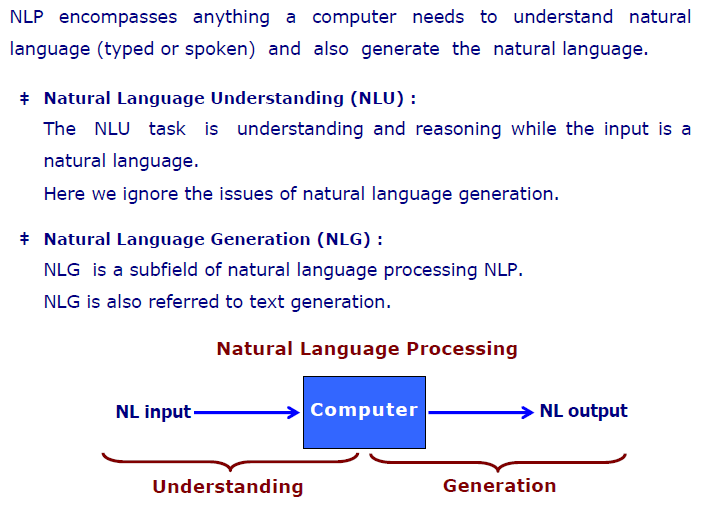 NLP encompasses anything a computer needs to understand natural
language (typed or spoken) and also generate the natural language.
‡ Natural Language Understanding (NLU) :
The NLU task is understanding and reasoning while the input is a
natural language.
Here we ignore the issues of natural language generation.
‡ Natural Language Generation (NLG) :
NLG is a subfield of natural language processing NLP.
NLG is also referred to text generation.
Natural Language Processing
NL input Computer NL output
Understanding Generation